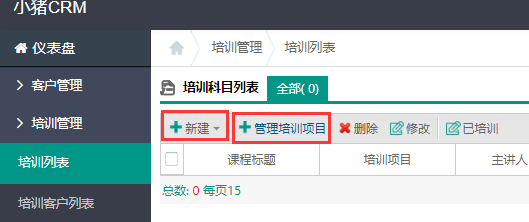 小猪CRM
仪表盘
培训管理 培训列表
客户管理
培训科目列表 全部( 0)
培训管理
新建 管理培训项目 删除 修改 已培训
培训列表
课程标题 培训项目 主讲人
总数: 0 每页15
培训客户列表